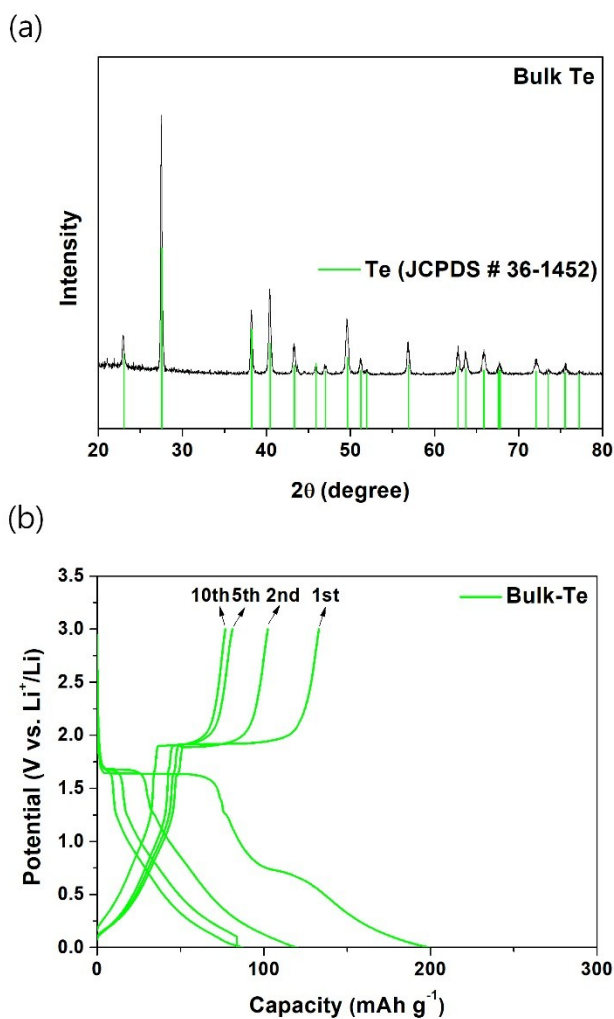 (a)
Bulk Te
Te (JCPDS # 36-1452)
Intensity
20 30 40 50 60 70 80
2θ (degree)
(b)
3.5
3.0
2.5
2.0
1.5
1.0
0.5
0.0
10th 5th 2nd 1st
Bulk-Te
Potential (V vs. Li⁺/Li)
0 100 200 300
Capacity (mAh g⁻¹)